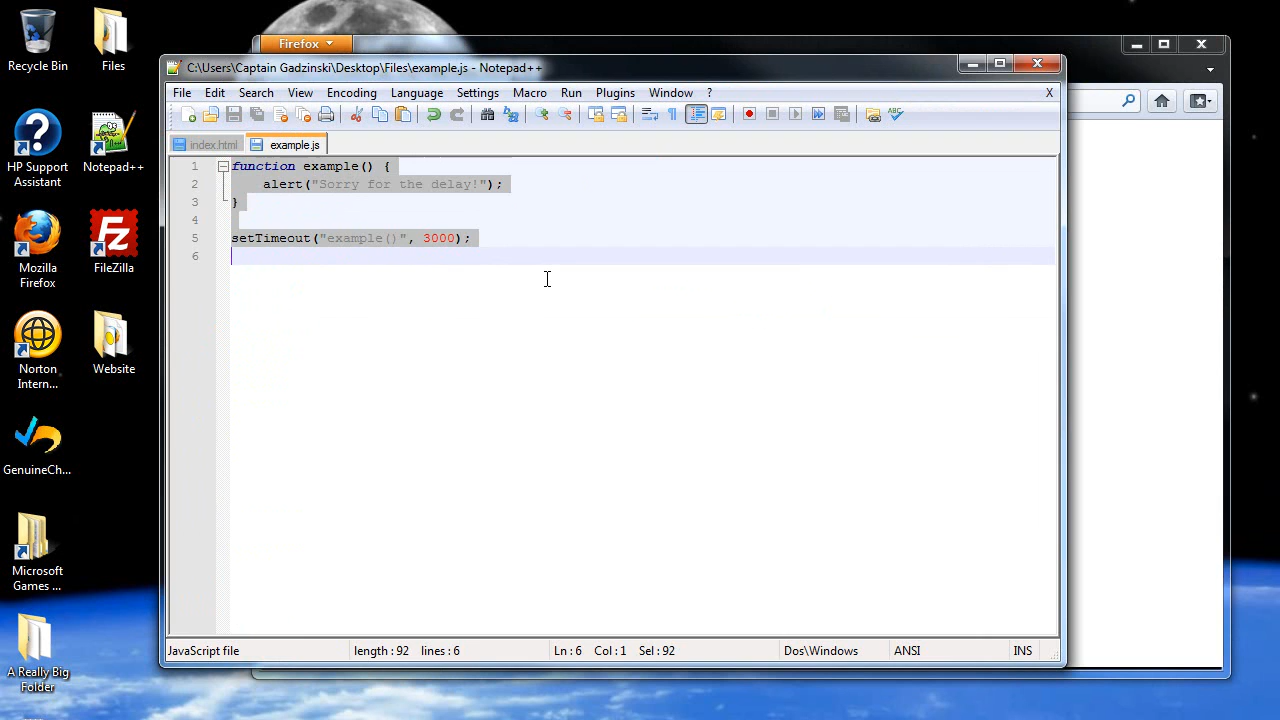 Recycle Bin
Files
HP Support
Assistant
Notepad++
Mozilla
Firefox
FileZilla
Norton
Intern...
Website
GenuineCh...
Microsoft
Games ...
A Really Big
Folder
Firefox
C:\Users\Captain Gadzinski\Desktop\Files\example.js - Notepad++
File Edit Search View Encoding Language Settings Macro Run Plugins Window ? X
index.html example.js
1 function example() {
2 alert("Sorry for the delay!");
3 }
4
5 setTimeout("example()", 3000);
6
JavaScript file length : 92 lines : 6 Ln : 6 Col : 1 Sel : 92 Dos\Windows ANSI INS